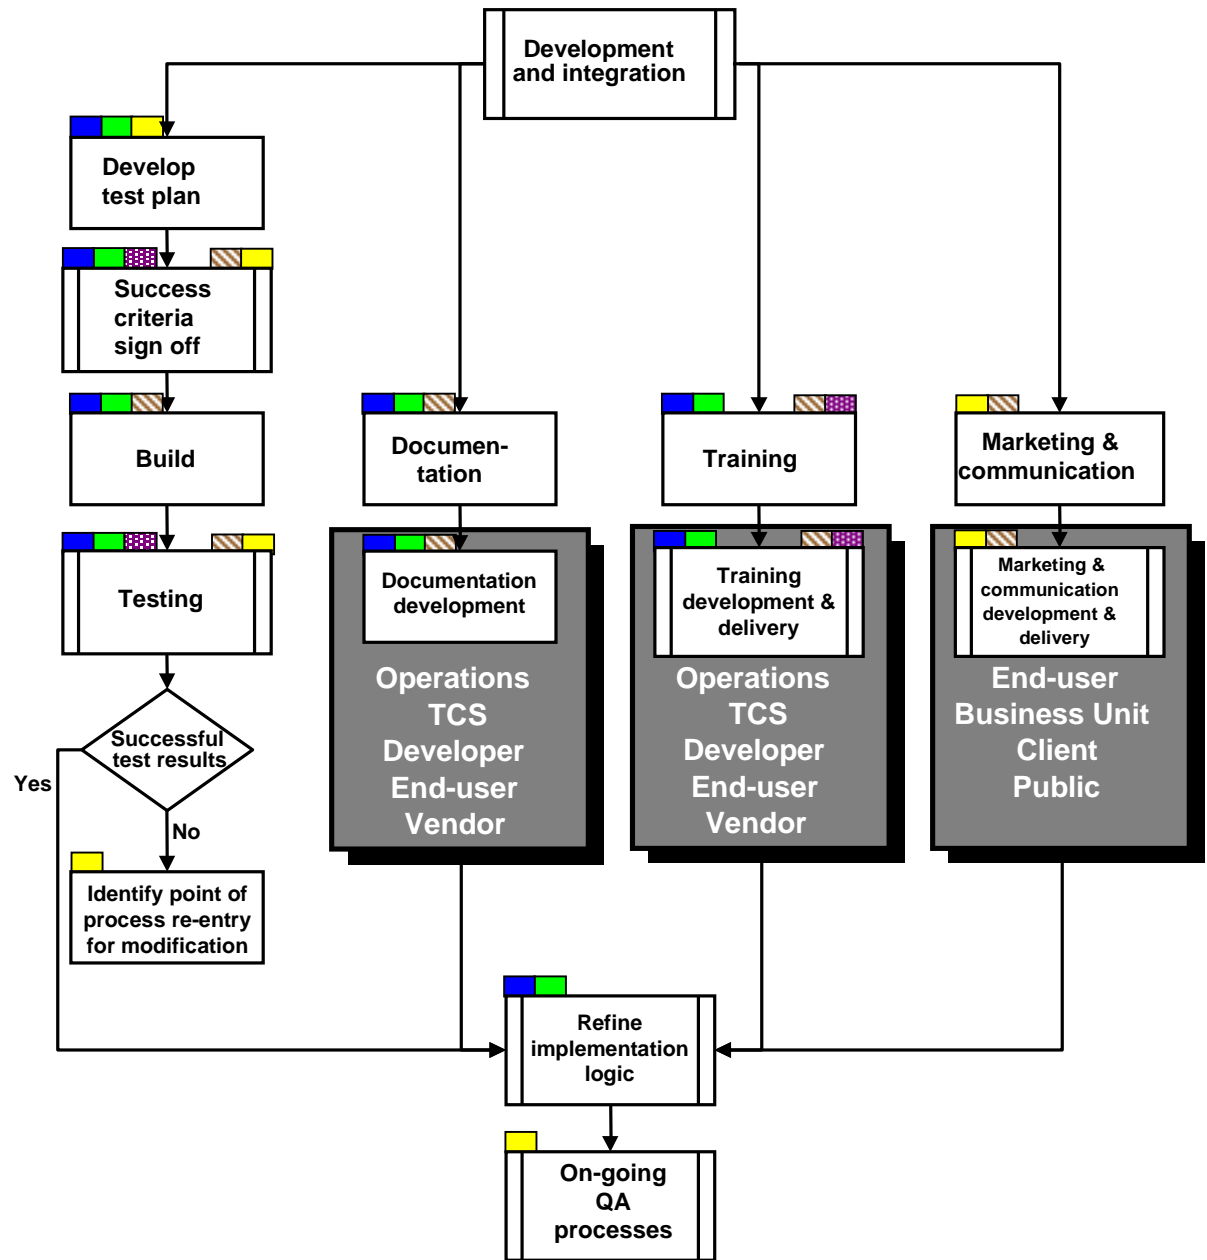 Development
and integration
Develop
test plan
Success
criteria
sign off
Build
Documen-
tation
Training
Marketing &
communication
Testing
Documentation
development
Operations
TCS
Developer
End-user
Vendor
Training
development &
delivery
Operations
TCS
Developer
End-user
Vendor
Marketing &
communication
development &
delivery
End-user
Business Unit
Client
Public
Successful
test results
Yes
No
Identify point of
process re-entry
for modification
Refine
implementation
logic
On-going
QA
processes